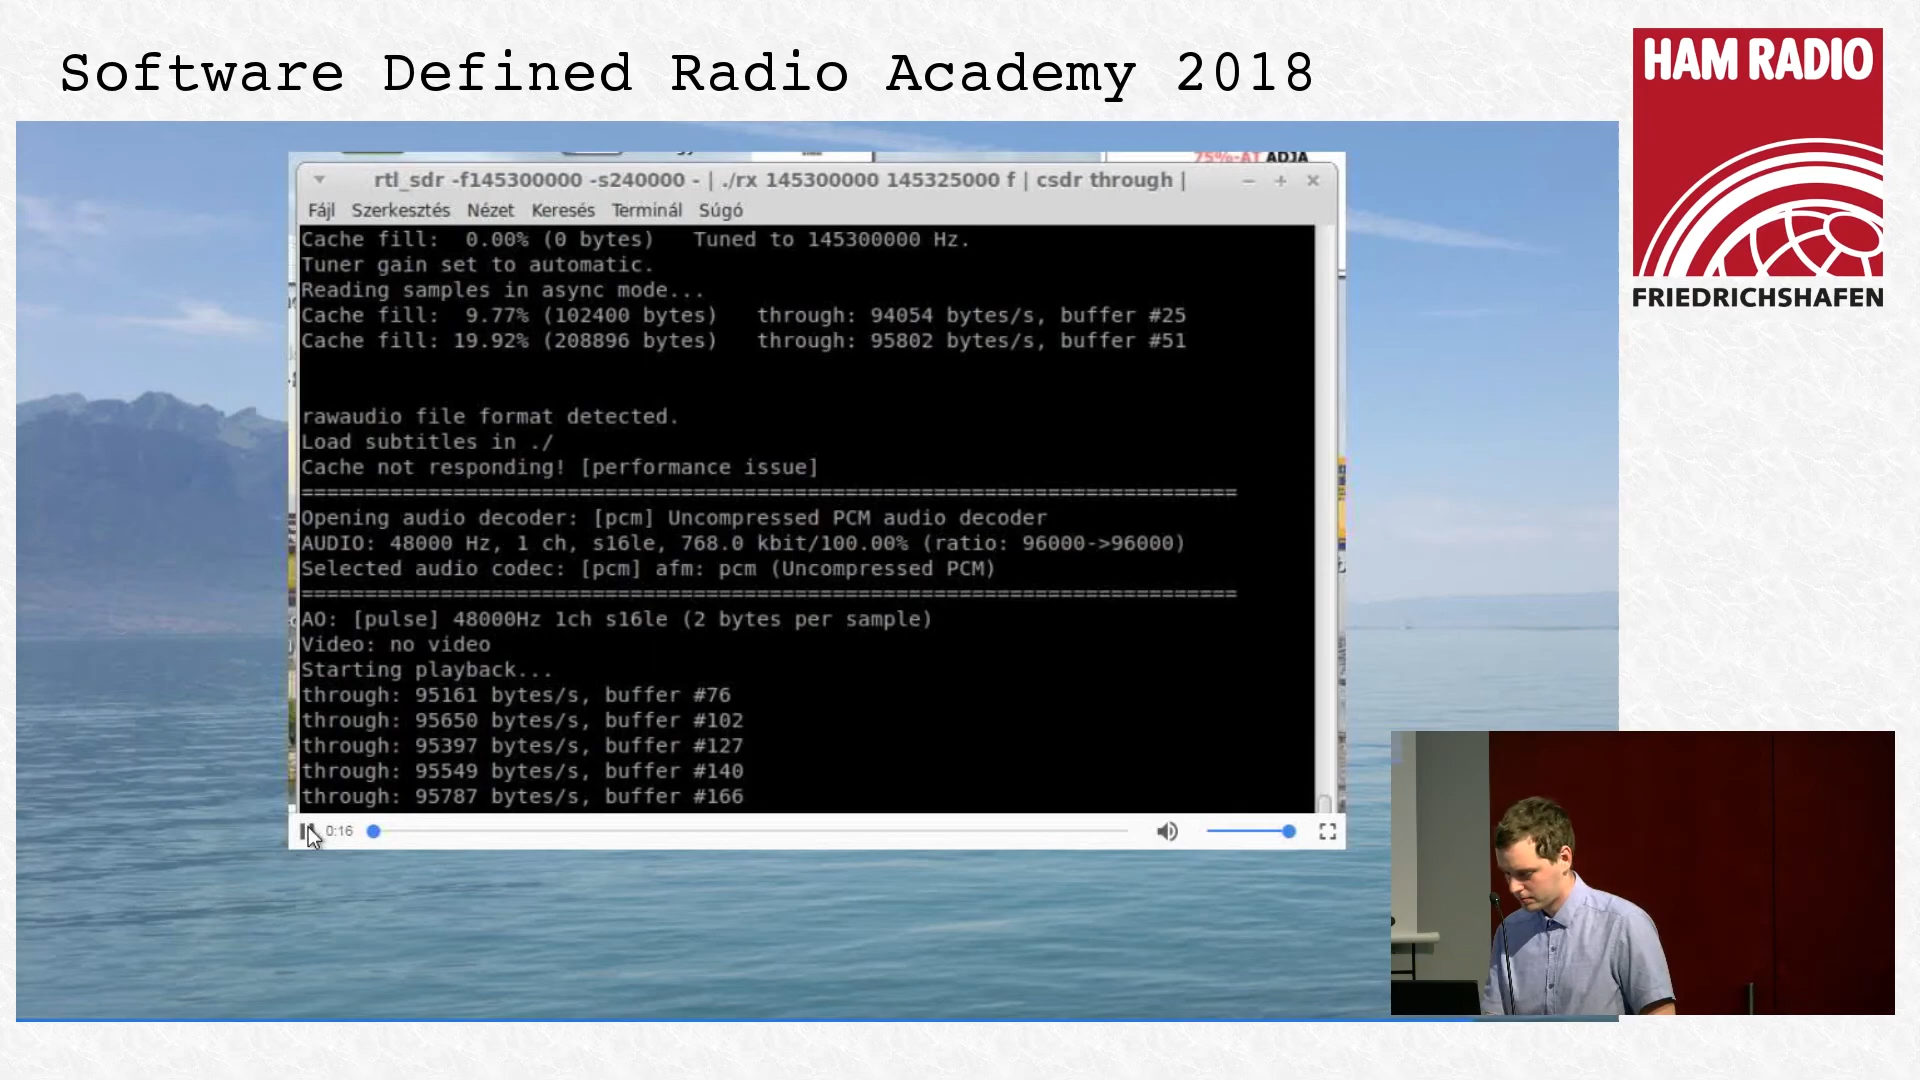 Software Defined Radio Academy 2018
HAM RADIO
FRIEDRICHSHAFEN
75%-AT ADJA
rtl_sdr -f145300000 -s240000 - | ./rx 145300000 145325000 f | csdr through |
Fájl Szerkesztés Nézet Keresés Terminál Súgó
Cache fill:  0.00% (0 bytes)   Tuned to 145300000 Hz.
Tuner gain set to automatic.
Reading samples in async mode...
Cache fill:  9.77% (102400 bytes)   through: 94054 bytes/s, buffer #25
Cache fill: 19.92% (208896 bytes)   through: 95802 bytes/s, buffer #51
rawaudio file format detected.
Load subtitles in ./
Cache not responding! [performance issue]
==========================================================================
Opening audio decoder: [pcm] Uncompressed PCM audio decoder
AUDIO: 48000 Hz, 1 ch, s16le, 768.0 kbit/100.00% (ratio: 96000->96000)
Selected audio codec: [pcm] afm: pcm (Uncompressed PCM)
==========================================================================
AO: [pulse] 48000Hz 1ch s16le (2 bytes per sample)
Video: no video
Starting playback...
through: 95161 bytes/s, buffer #76
through: 95650 bytes/s, buffer #102
through: 95397 bytes/s, buffer #127
through: 95549 bytes/s, buffer #140
through: 95787 bytes/s, buffer #166
0:16